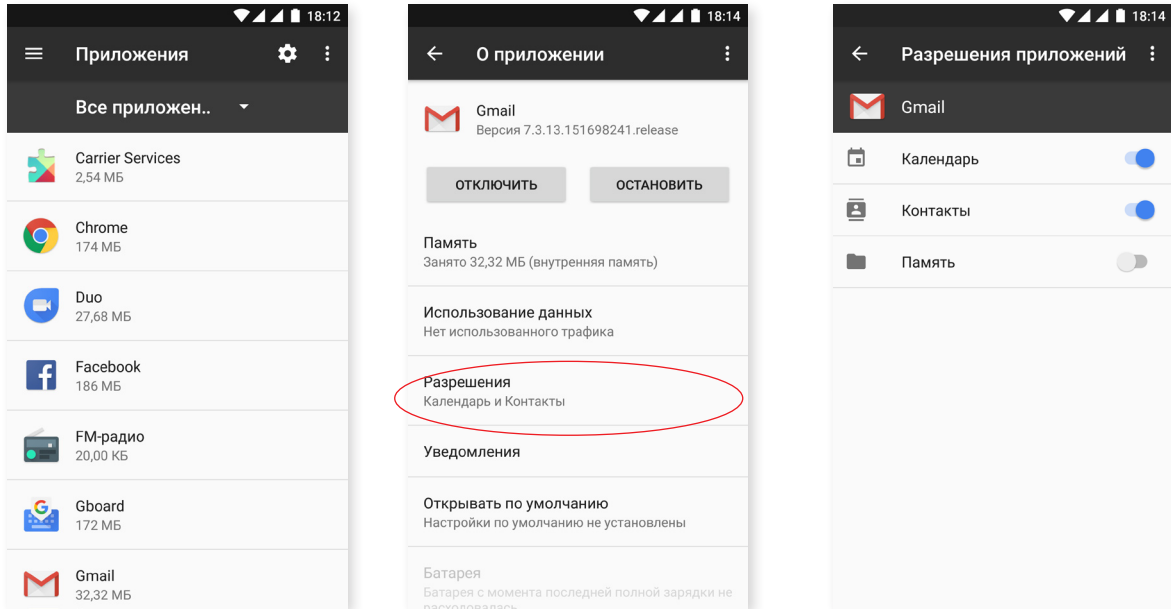 18:12
Приложения
Все приложен..
Carrier Services
2,54 МБ
Chrome
174 МБ
Duo
27,68 МБ
Facebook
186 МБ
FM-радио
20,00 КБ
Gboard
172 МБ
Gmail
32,32 МБ
18:14
О приложении
Gmail
Версия 7.3.13.151698241.release
ОТКЛЮЧИТЬ
ОСТАНОВИТЬ
Память
Занято 32,32 МБ (внутренняя память)
Использование данных
Нет использованного трафика
Разрешения
Календарь и Контакты
Уведомления
Открывать по умолчанию
Настройки по умолчанию не установлены
Батарея
Батарея с момента последней полной зарядки не
расходовалась
18:14
Разрешения приложений
Gmail
Календарь
Контакты
Память